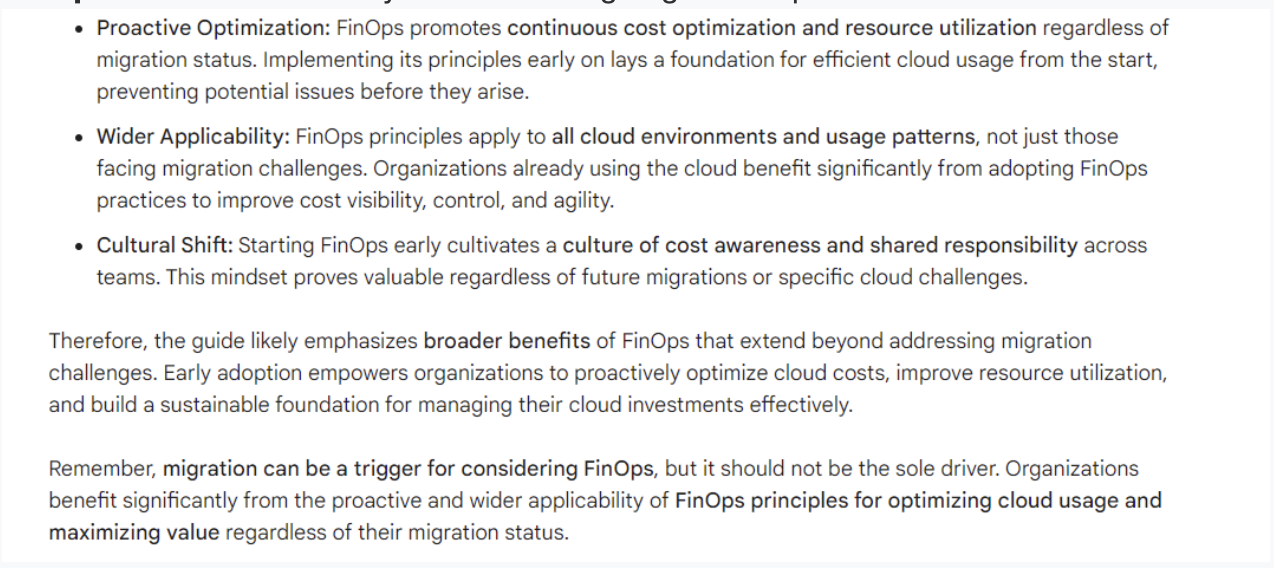 • Proactive Optimization: FinOps promotes continuous cost optimization and resource utilization regardless of
migration status. Implementing its principles early on lays a foundation for efficient cloud usage from the start,
preventing potential issues before they arise.
• Wider Applicability: FinOps principles apply to all cloud environments and usage patterns, not just those
facing migration challenges. Organizations already using the cloud benefit significantly from adopting FinOps
practices to improve cost visibility, control, and agility.
• Cultural Shift: Starting FinOps early cultivates a culture of cost awareness and shared responsibility across
teams. This mindset proves valuable regardless of future migrations or specific cloud challenges.
Therefore, the guide likely emphasizes broader benefits of FinOps that extend beyond addressing migration
challenges. Early adoption empowers organizations to proactively optimize cloud costs, improve resource utilization,
and build a sustainable foundation for managing their cloud investments effectively.
Remember, migration can be a trigger for considering FinOps, but it should not be the sole driver. Organizations
benefit significantly from the proactive and wider applicability of FinOps principles for optimizing cloud usage and
maximizing value regardless of their migration status.